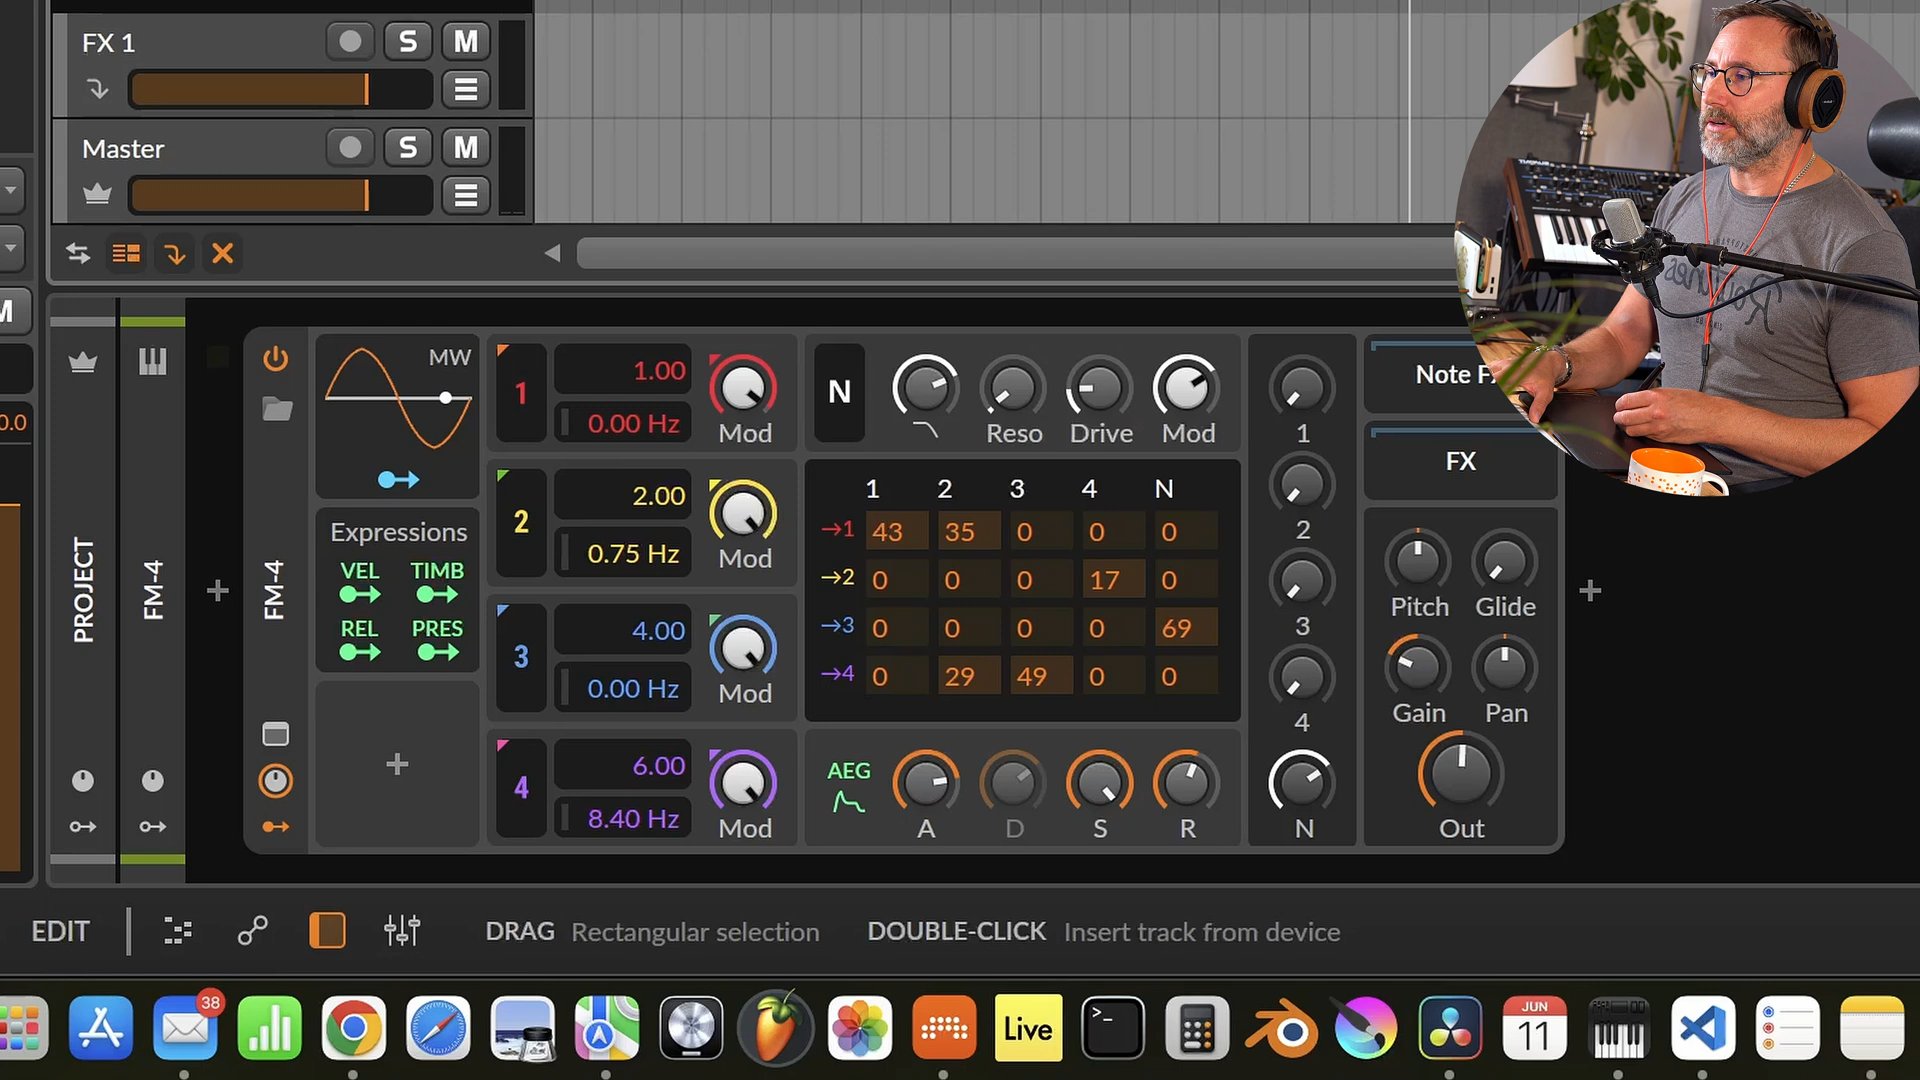 FX 1
S
M
Master
S
M
M
0.0
PROJECT
FM-4
FM-4
MW
Expressions
VEL
TIMB
REL
PRES
1
1.00
0.00 Hz
Mod
2
2.00
0.75 Hz
Mod
3
4.00
0.00 Hz
Mod
4
6.00
8.40 Hz
Mod
N
Reso
Drive
Mod
1 2 3 4 N
→1 43 35 0 0 0
→2 0 0 0 17 0
→3 0 0 0 0 69
→4 0 29 49 0 0
AEG
A
D
S
R
1
2
3
4
N
Note F
FX
Pitch
Glide
Gain
Pan
Out
EDIT
DRAG Rectangular selection
DOUBLE-CLICK Insert track from device
38
Live
JUN
11